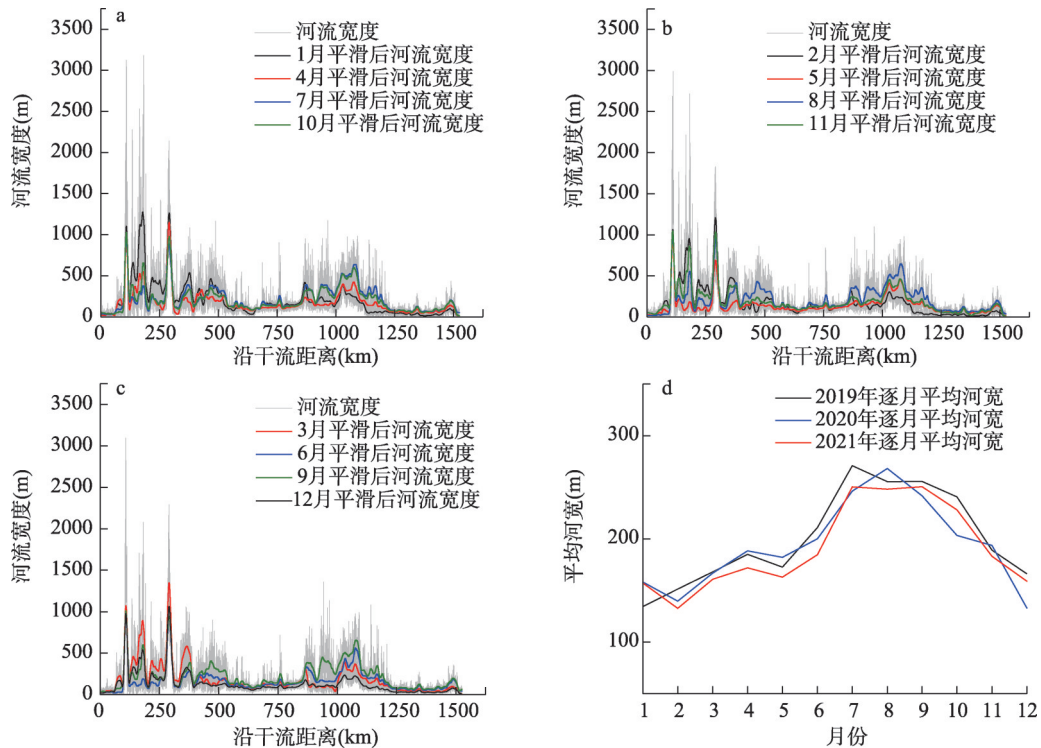 a
河流宽度
1月平滑后河流宽度
4月平滑后河流宽度
7月平滑后河流宽度
10月平滑后河流宽度
3500
3000
2500
2000
1500
1000
500
0
河流宽度(m)
0 250 500 750 1000 1250 1500
沿干流距离(km)
b
河流宽度
2月平滑后河流宽度
5月平滑后河流宽度
8月平滑后河流宽度
11月平滑后河流宽度
3500
3000
2500
2000
1500
1000
500
0
河流宽度(m)
0 250 500 750 1000 1250 1500
沿干流距离(km)
c
河流宽度
3月平滑后河流宽度
6月平滑后河流宽度
9月平滑后河流宽度
12月平滑后河流宽度
3500
3000
2500
2000
1500
1000
500
0
河流宽度(m)
0 250 500 750 1000 1250 1500
沿干流距离(km)
d
2019年逐月平均河宽
2020年逐月平均河宽
2021年逐月平均河宽
300
200
100
平均河宽(m)
1 2 3 4 5 6 7 8 9 10 11 12
月份